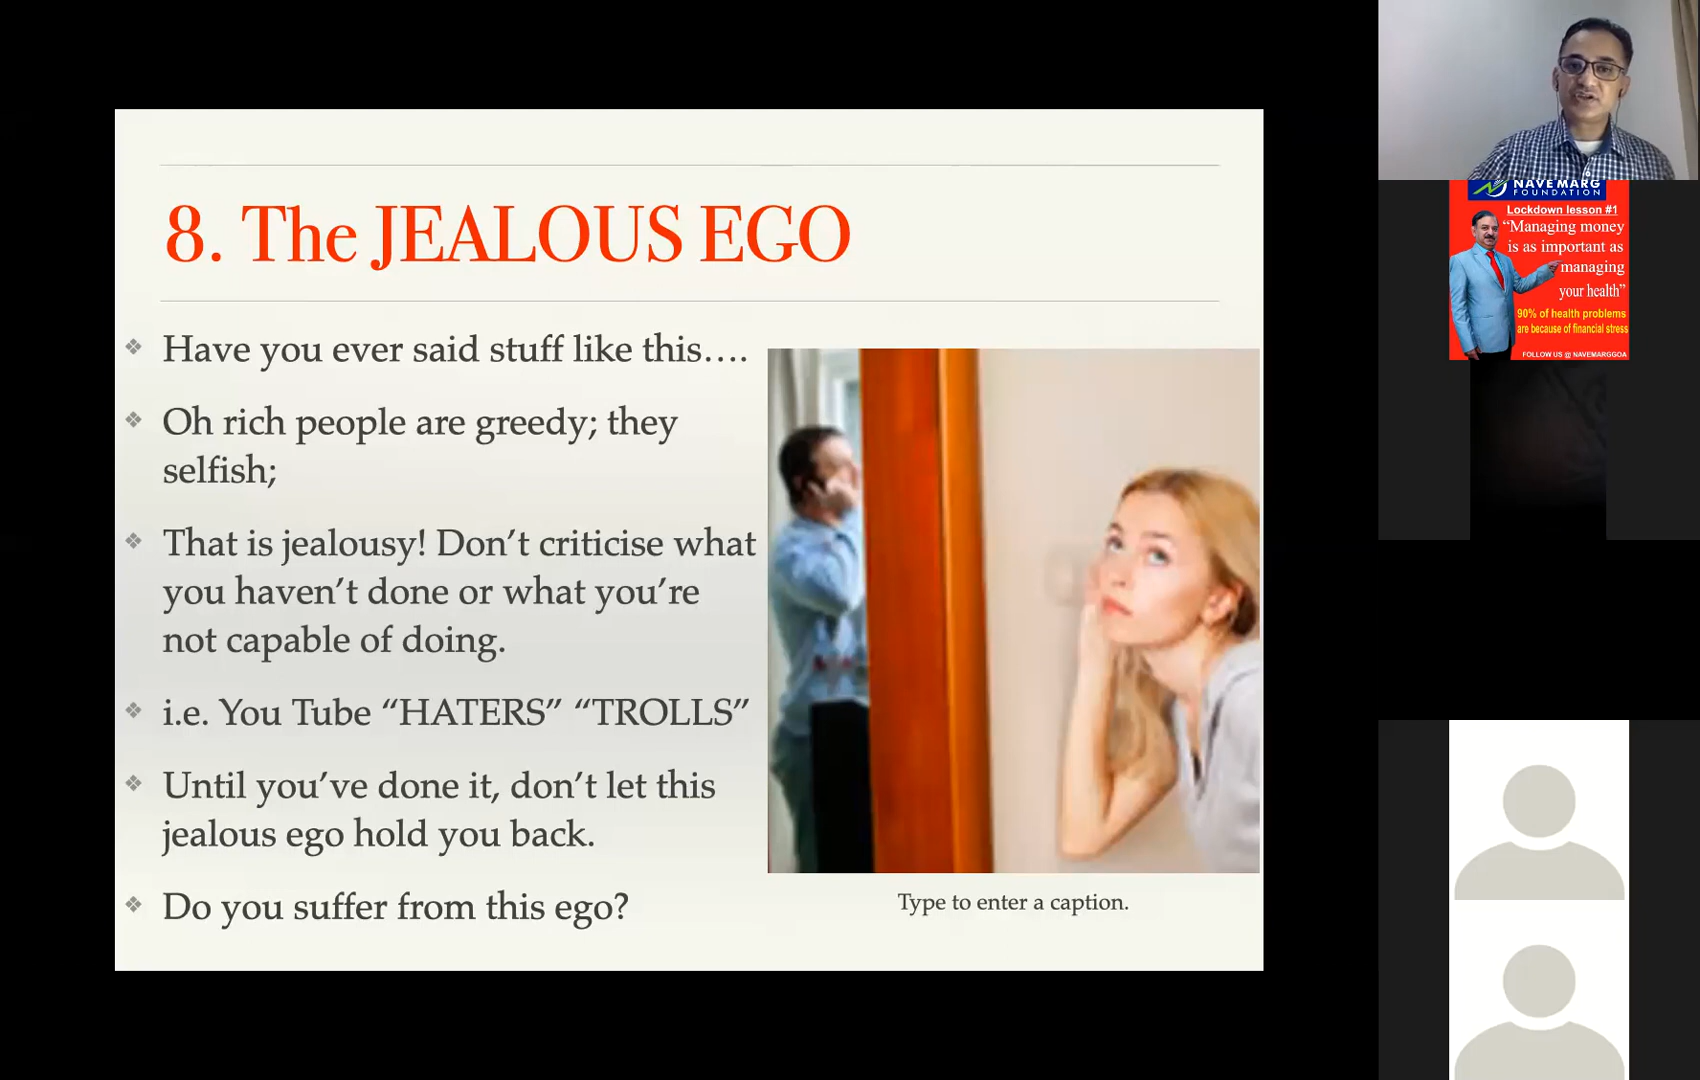 8. The JEALOUS EGO
Have you ever said stuff like this….
Oh rich people are greedy; they
selfish;
That is jealousy! Don’t criticise what
you haven’t done or what you’re
not capable of doing.
i.e. You Tube “HATERS” “TROLLS”
Until you’ve done it, don’t let this
jealous ego hold you back.
Do you suffer from this ego?
Type to enter a caption.
NAVE MARG
FOUNDATION
Lockdown lesson #1
“Managing money
is as important as
managing
your health”
90% of health problems
are because of financial stress
FOLLOW US @ NAVEMARGGOA